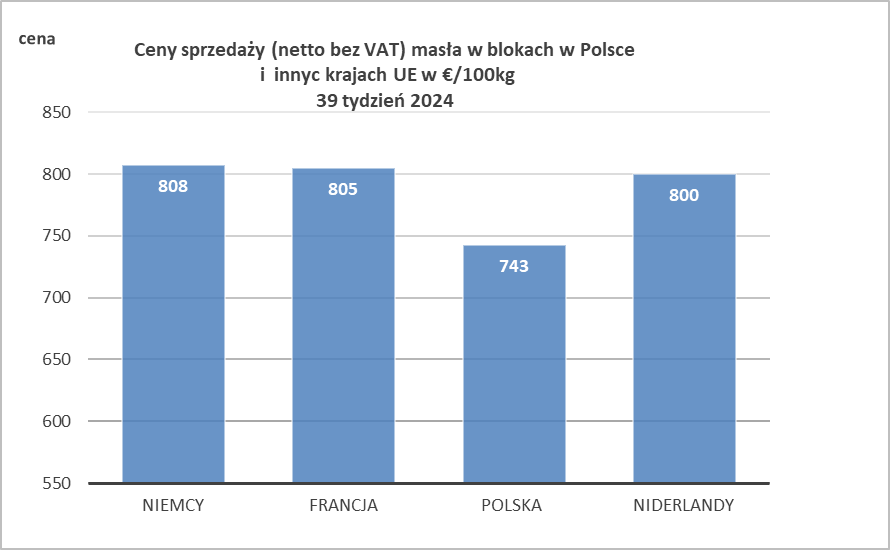 cena
Ceny sprzedaży (netto bez VAT) masła w blokach w Polsce
i innyc krajach UE w €/100kg
39 tydzień 2024
850
800
750
700
650
600
550
808
805
743
800
NIEMCY
FRANCJA
POLSKA
NIDERLANDY